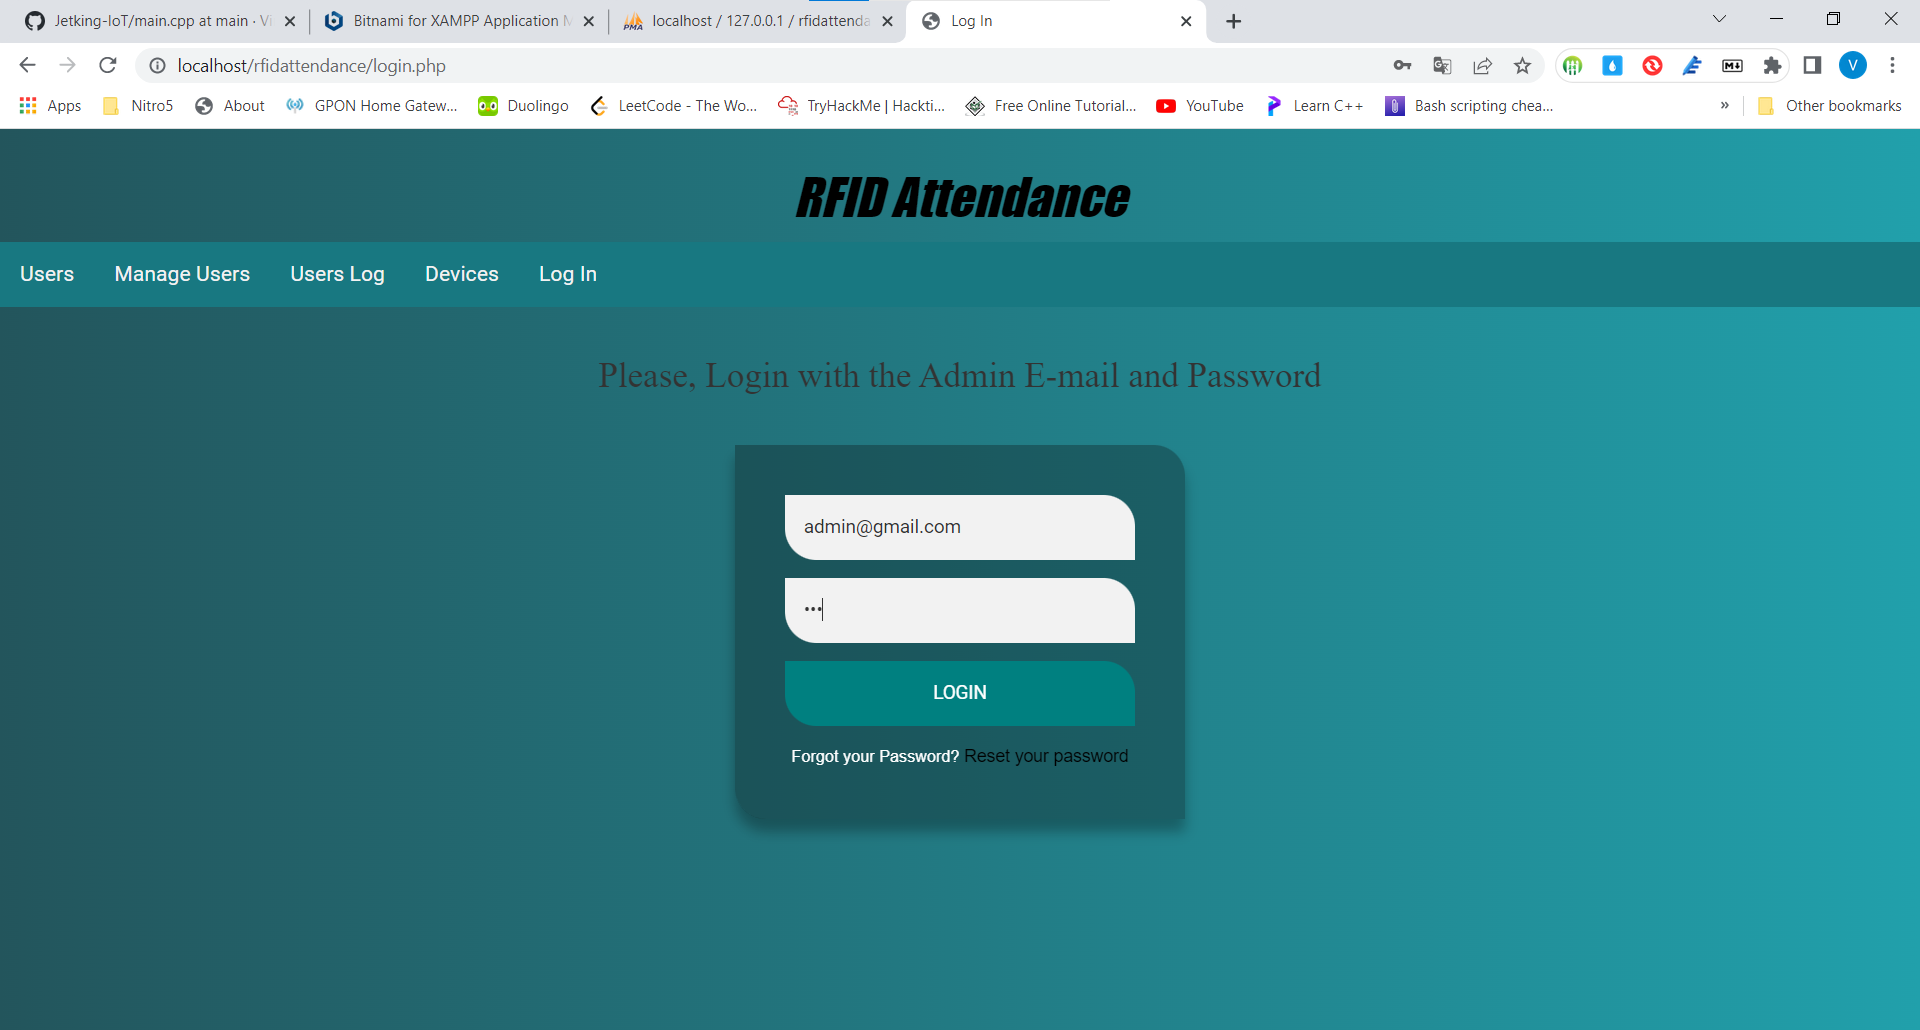 Jetking-IoT/main.cpp at main · Vi
Bitnami for XAMPP Application M
localhost / 127.0.0.1 / rfidattenda
Log In
localhost/rfidattendance/login.php
V
Apps
Nitro5
About
GPON Home Gatew...
Duolingo
LeetCode - The Wo...
TryHackMe | Hackti...
Free Online Tutorial...
YouTube
Learn C++
Bash scripting chea...
»
Other bookmarks
RFID Attendance
Users
Manage Users
Users Log
Devices
Log In
Please, Login with the Admin E-mail and Password
admin@gmail.com
•••
LOGIN
Forgot your Password? Reset your password